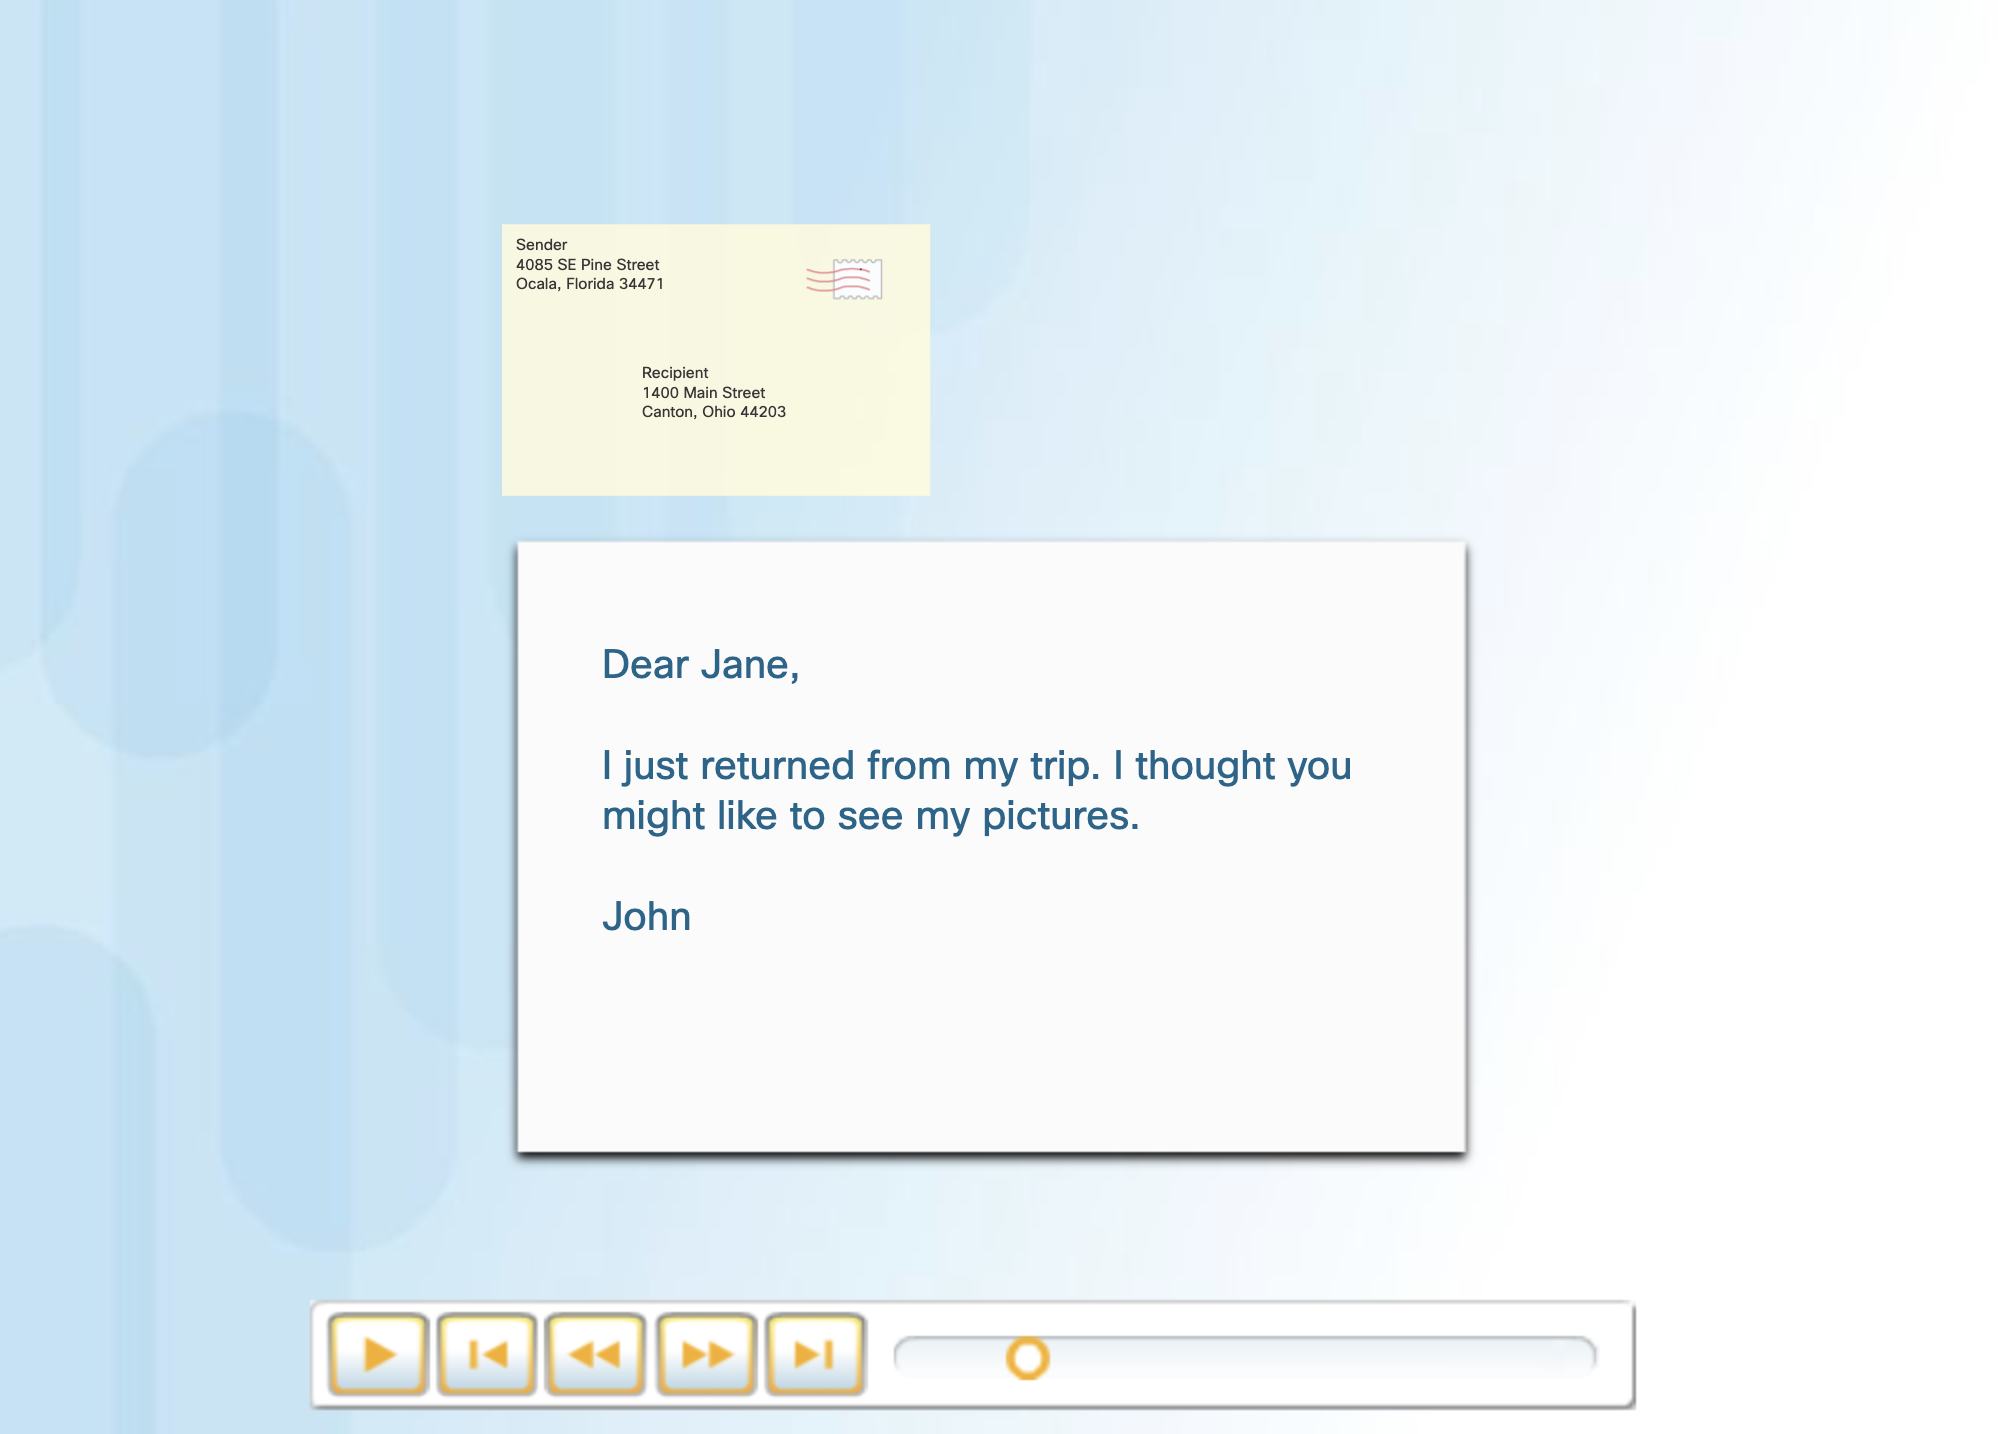 Sender
4085 SE Pine Street
Ocala, Florida 34471
Recipient
1400 Main Street
Canton, Ohio 44203
Dear Jane,
I just returned from my trip. I thought you
might like to see my pictures.
John